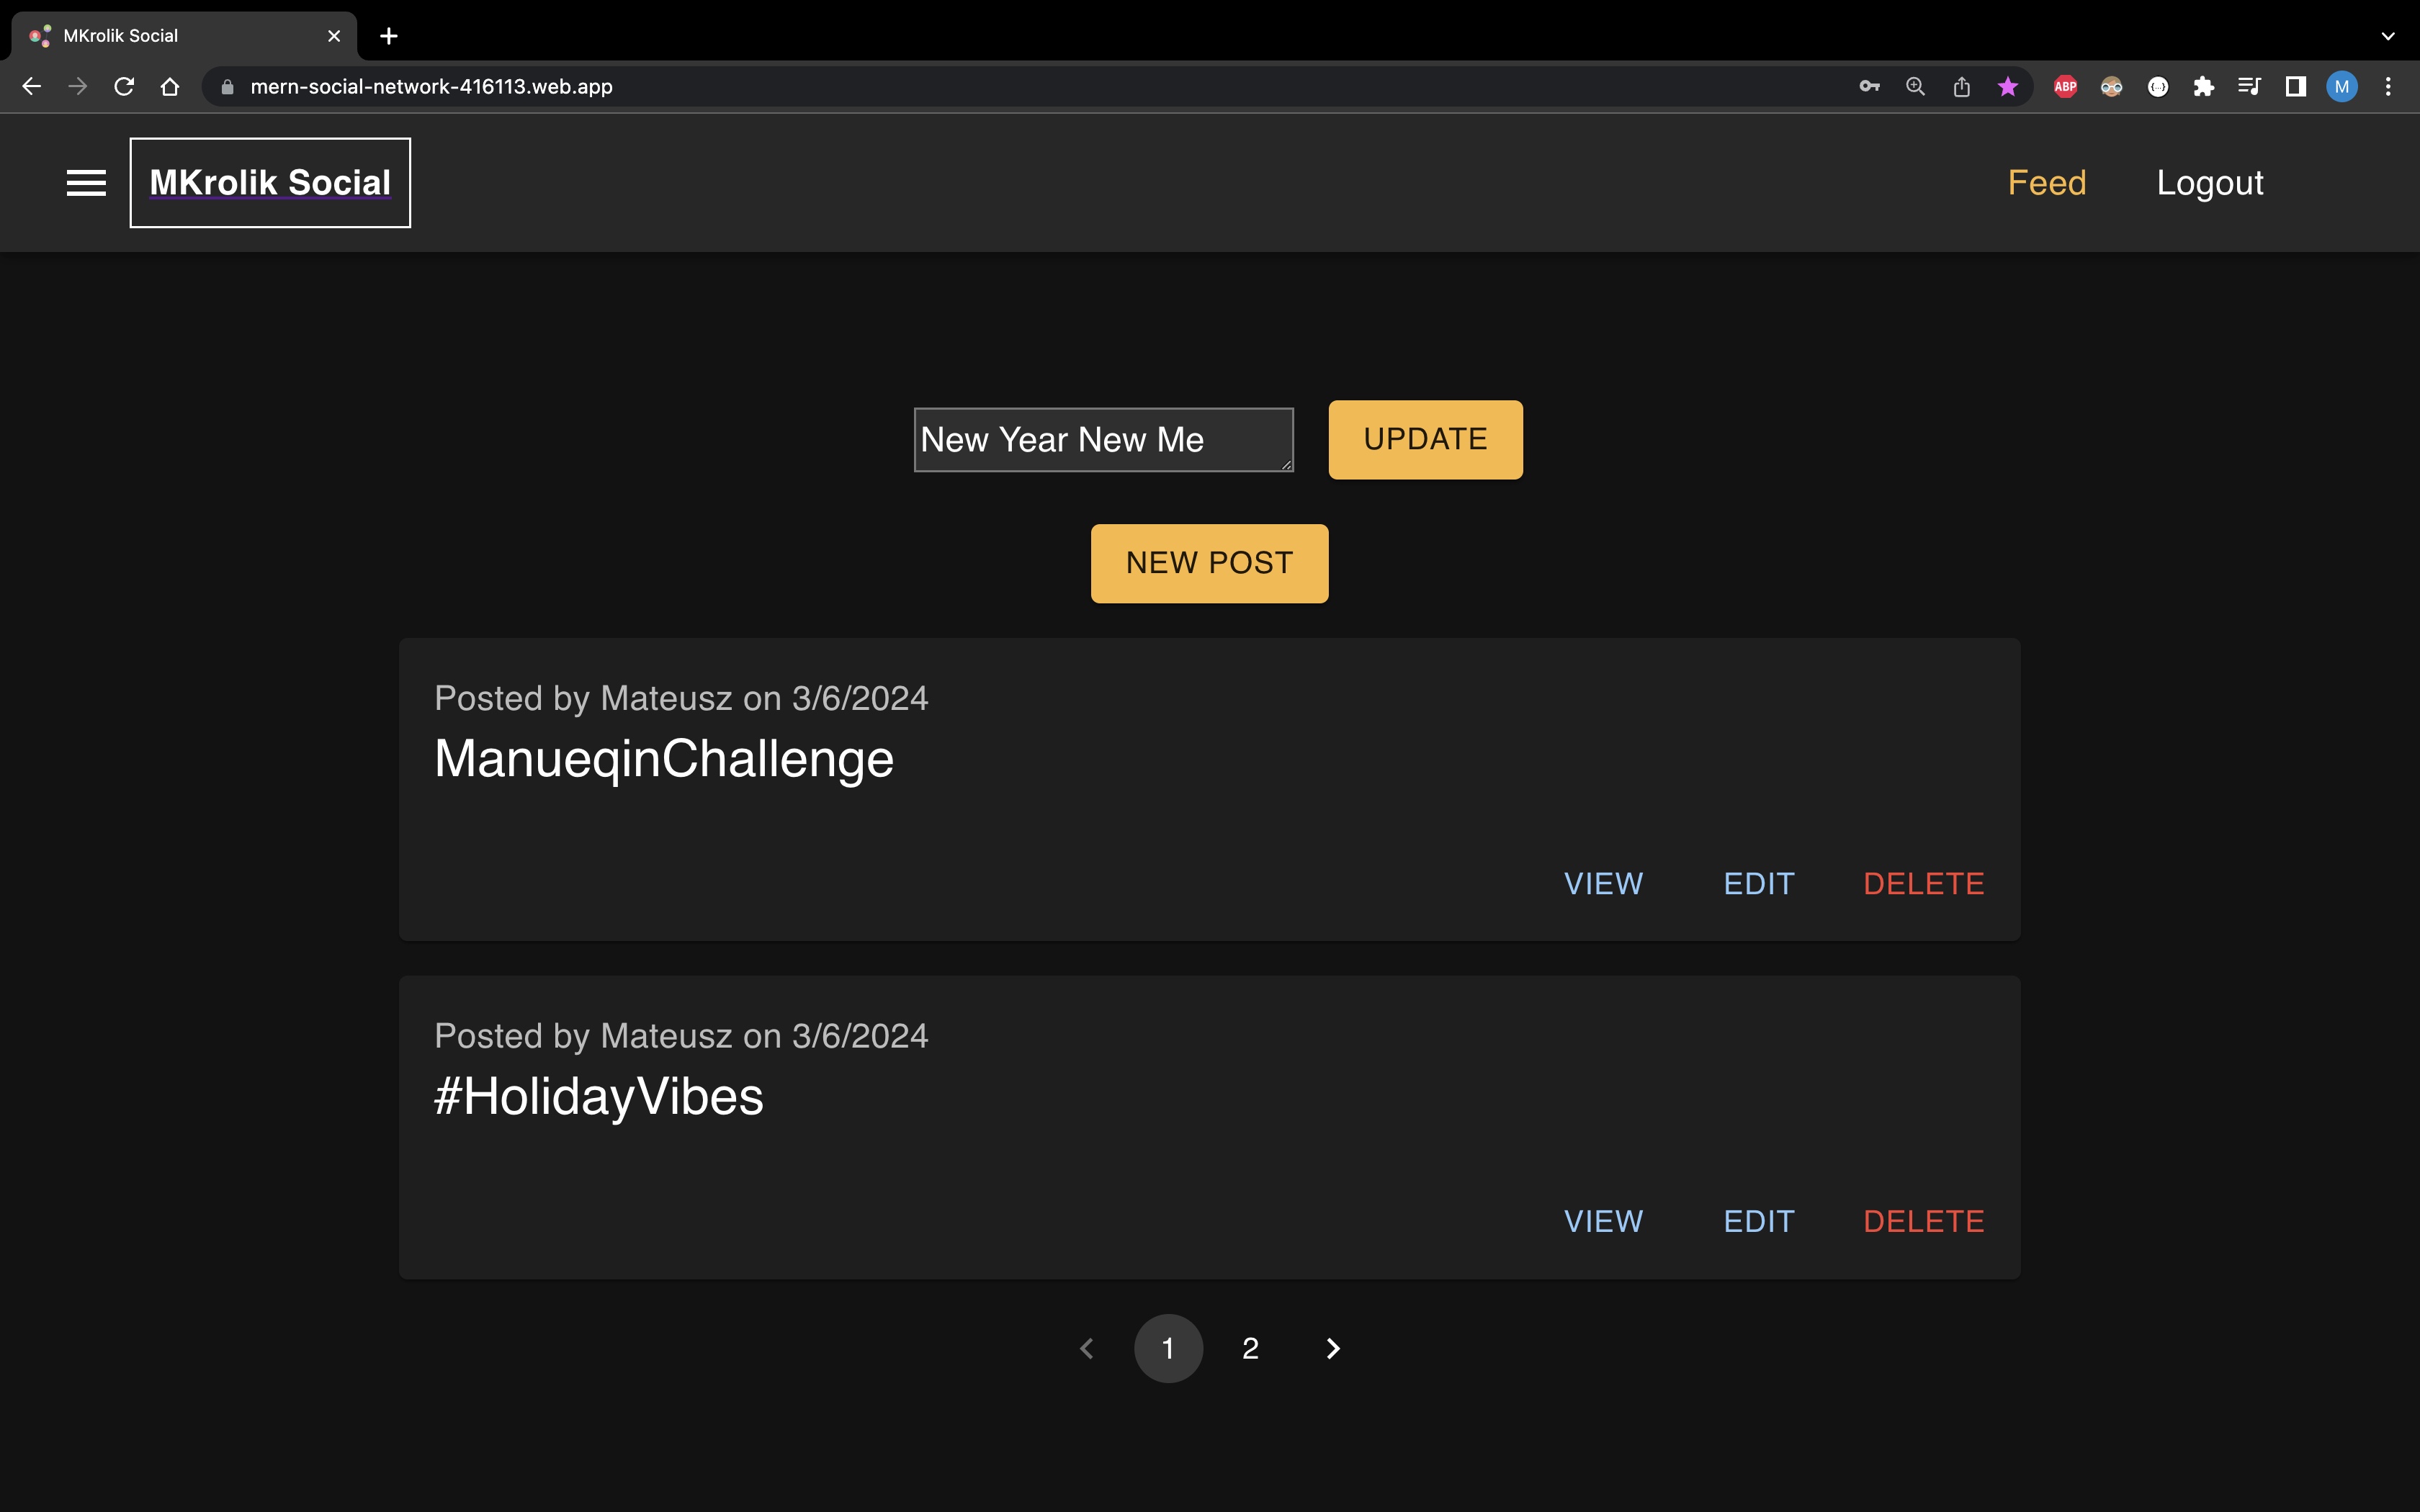 MKrolik Social
mern-social-network-416113.web.app
ABP
M
MKrolik Social
Feed
Logout
New Year New Me
UPDATE
NEW POST
Posted by Mateusz on 3/6/2024
ManueqinChallenge
VIEW
EDIT
DELETE
Posted by Mateusz on 3/6/2024
#HolidayVibes
VIEW
EDIT
DELETE
1
2